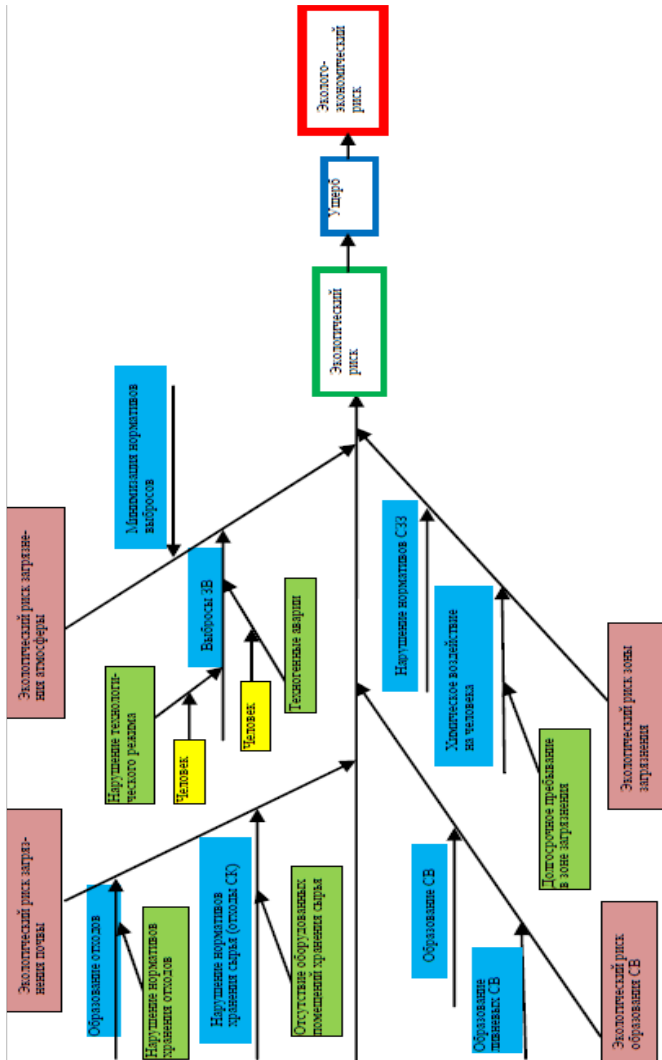 Экологический риск загряз-
нения почвы
Экологический риск загрязне-
ния атмосферы
Образование отходов
Нарушение нормативов
хранения отходов
Нарушение нормативов
хранения сырья (отходы СК)
Отсутствие оборудованных
помещений хранения сырья
Нарушение технологи-
ческого режима
Человек
Выбросы ЗВ
Человек
Техногенные аварии
Минимизация нормативов
выбросов
Экологический
риск
Ущерб
Эколого-
экономический
риск
Образование СВ
Образование
ливневых СВ
Экологический риск
образования СВ
Нарушение нормативов СЗЗ
Химическое воздействие
на человека
Долгосрочное пребывание
в зоне загрязнения
Экологический риск зоны
загрязнения